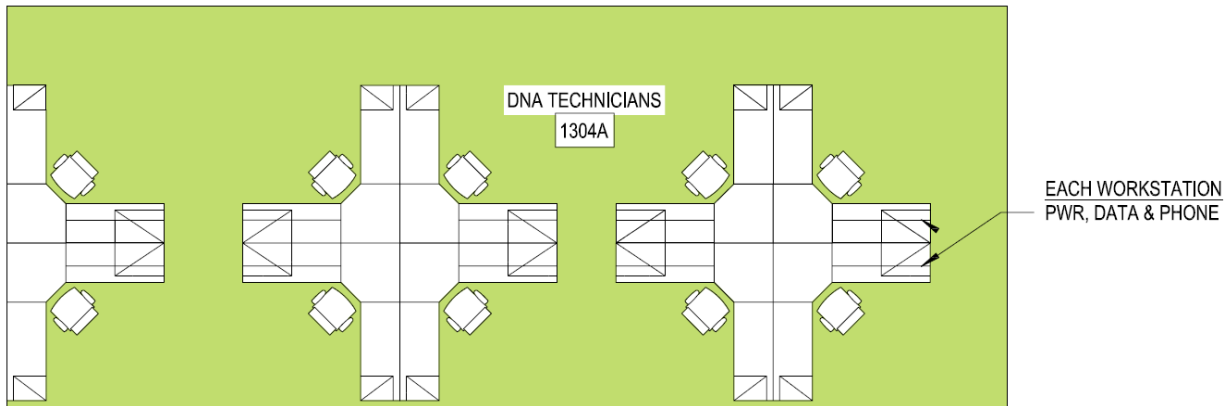 DNA TECHNICIANS
1304A
EACH WORKSTATION
PWR, DATA & PHONE